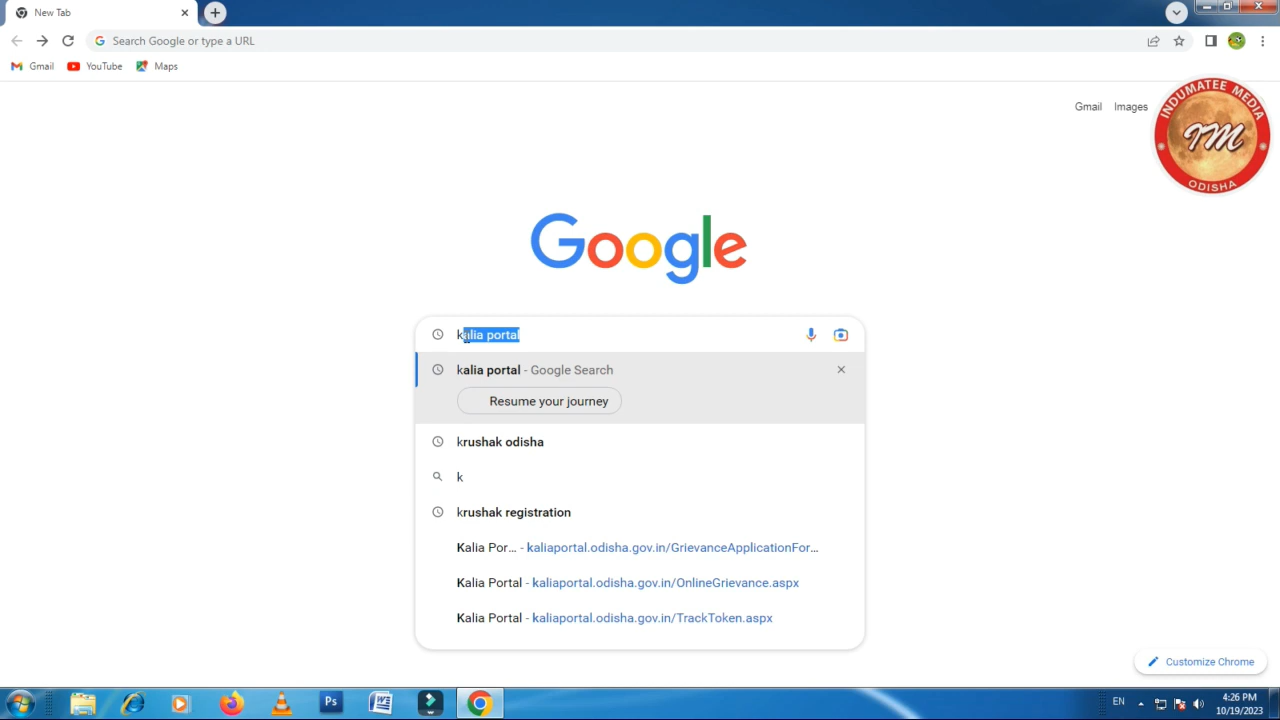 New Tab
Search Google or type a URL
Gmail
YouTube
Maps
Gmail Images
INDUMATEE MEDIA
IM
ODISHA
Google
kalia portal
kalia portal - Google Search
Resume your journey
krushak odisha
k
krushak registration
Kalia Por... - kaliaportal.odisha.gov.in/GrievanceApplicationFor...
Kalia Portal - kaliaportal.odisha.gov.in/OnlineGrievance.aspx
Kalia Portal - kaliaportal.odisha.gov.in/TrackToken.aspx
Customize Chrome
Ps
EN
4:26 PM
10/19/2023